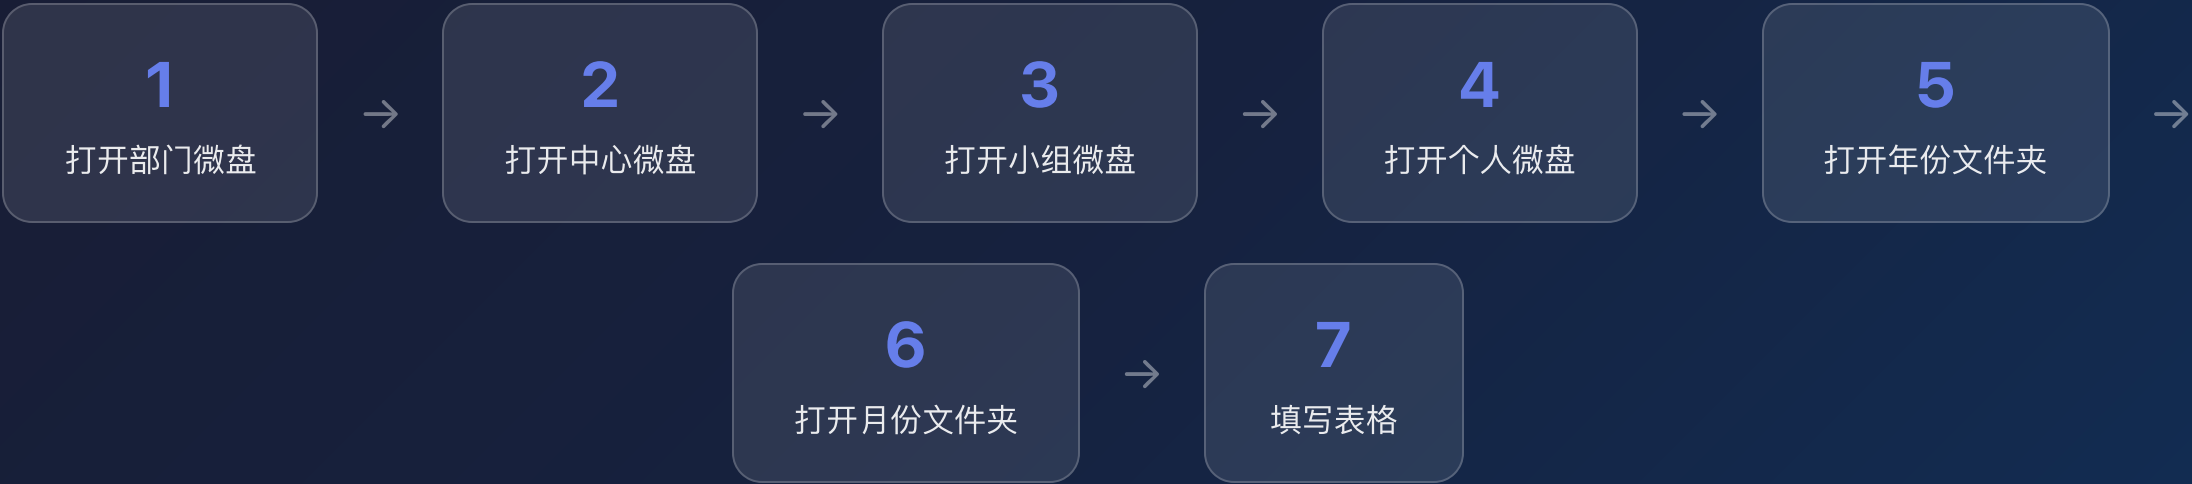 1
打开部门微盘
→
2
打开中心微盘
→
3
打开小组微盘
→
4
打开个人微盘
→
5
打开年份文件夹
→
6
打开月份文件夹
→
7
填写表格